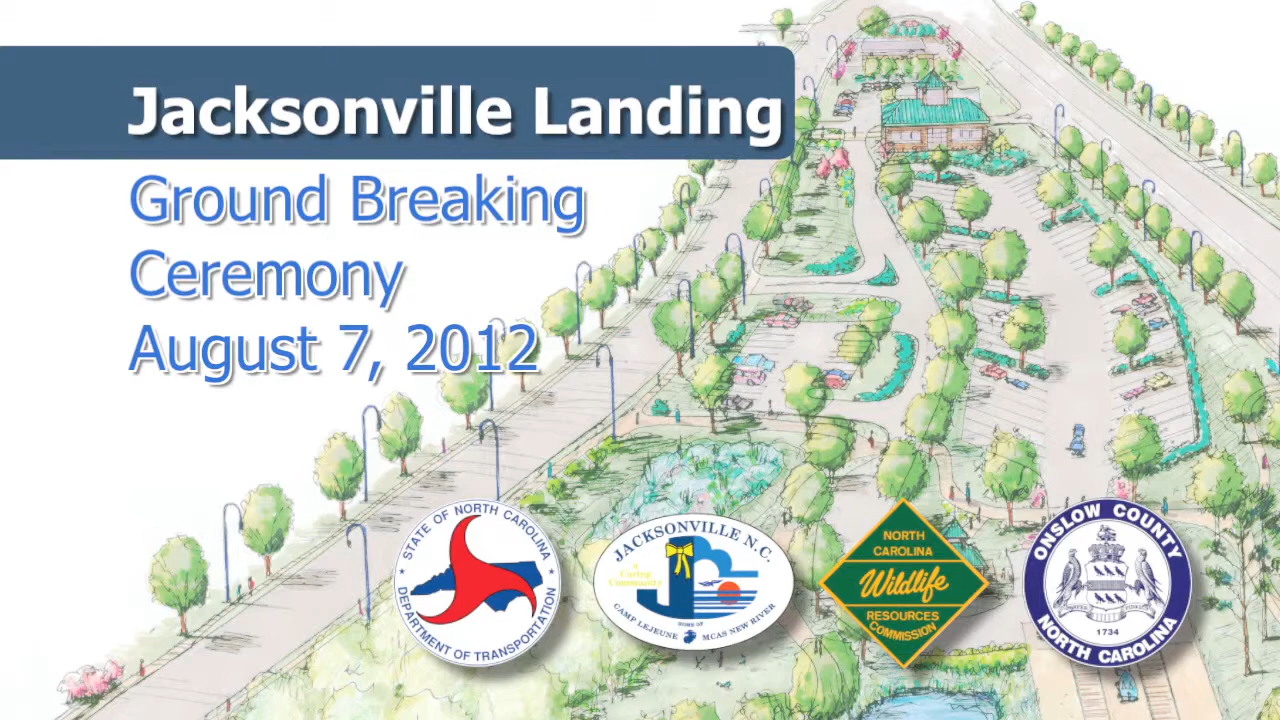 Jacksonville Landing
Ground Breaking
Ceremony
August 7, 2012
STATE OF NORTH CAROLINA
DEPARTMENT OF TRANSPORTATION
JACKSONVILLE N.C.
a
Caring
Community
HOME OF
CAMP LEJEUNE MCAS NEW RIVER
NORTH
CAROLINA
Wildlife
RESOURCES
COMMISSION
ONSLOW COUNTY
1734
NORTH CAROLINA